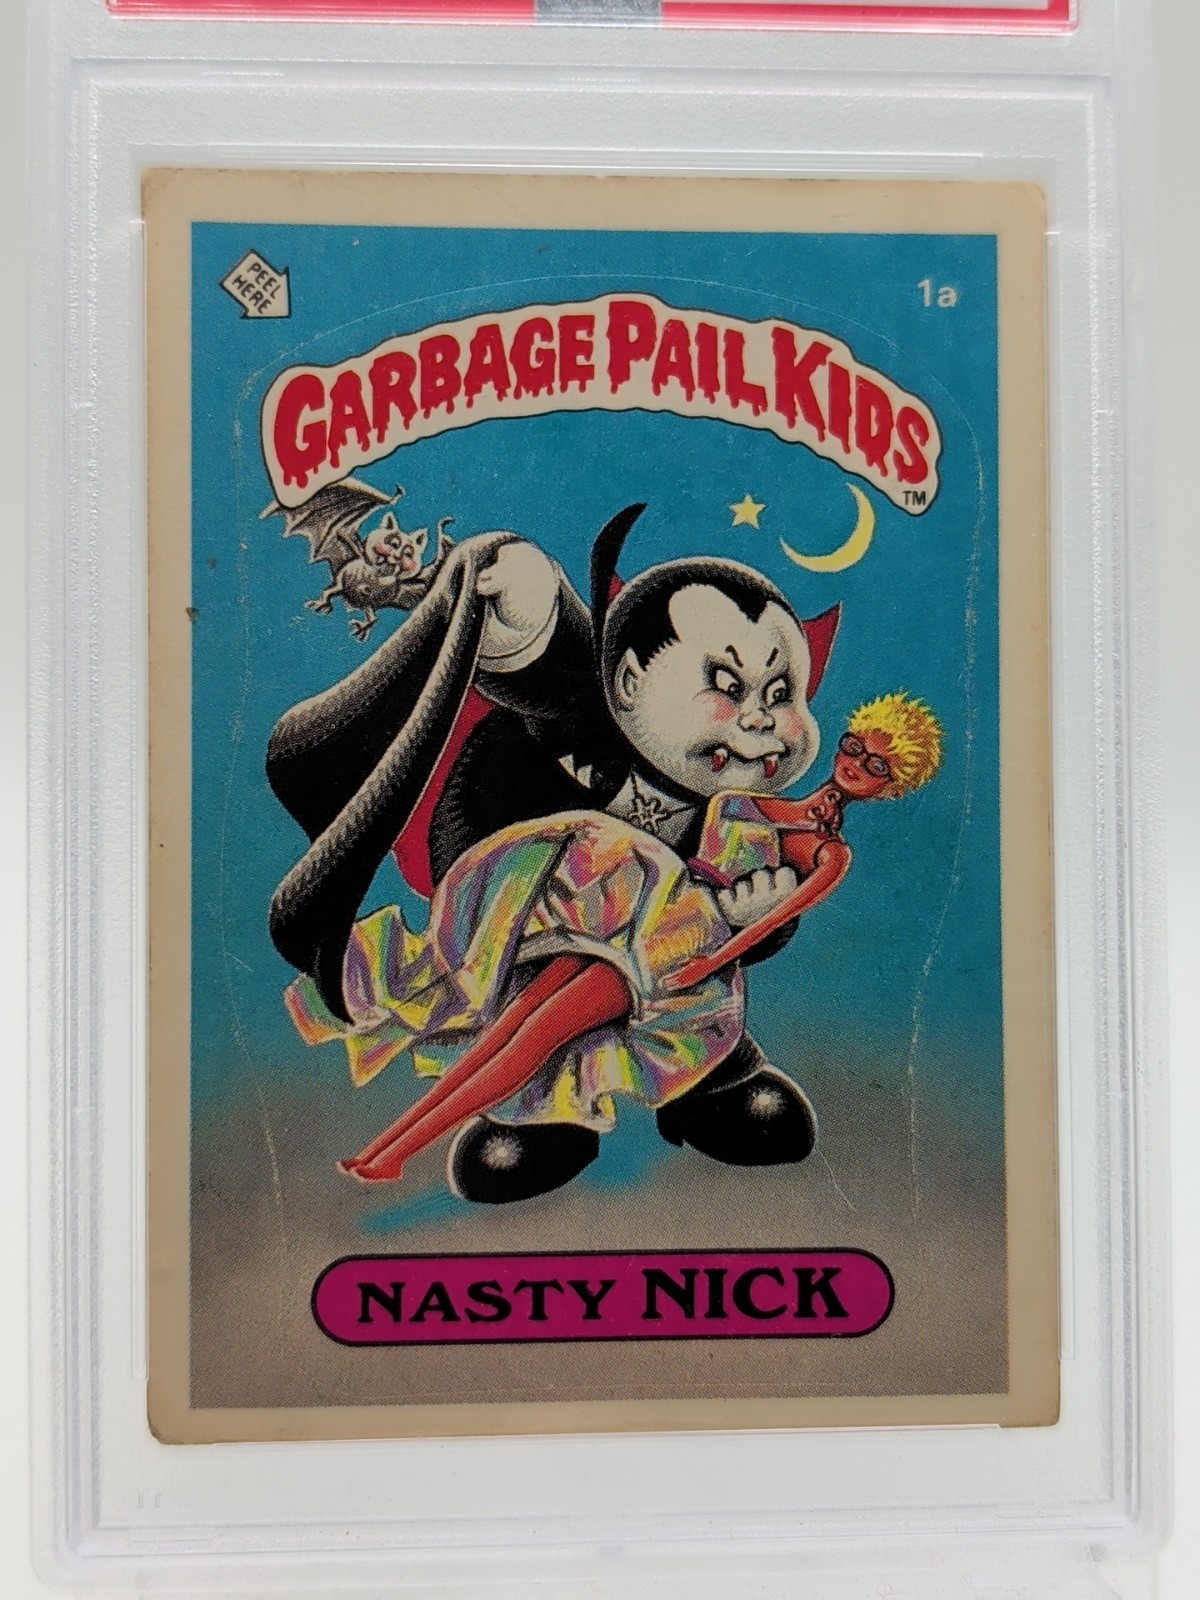 PEEL
HERE
1a
GARBAGE PAIL KIDS
TM
NASTY NICK